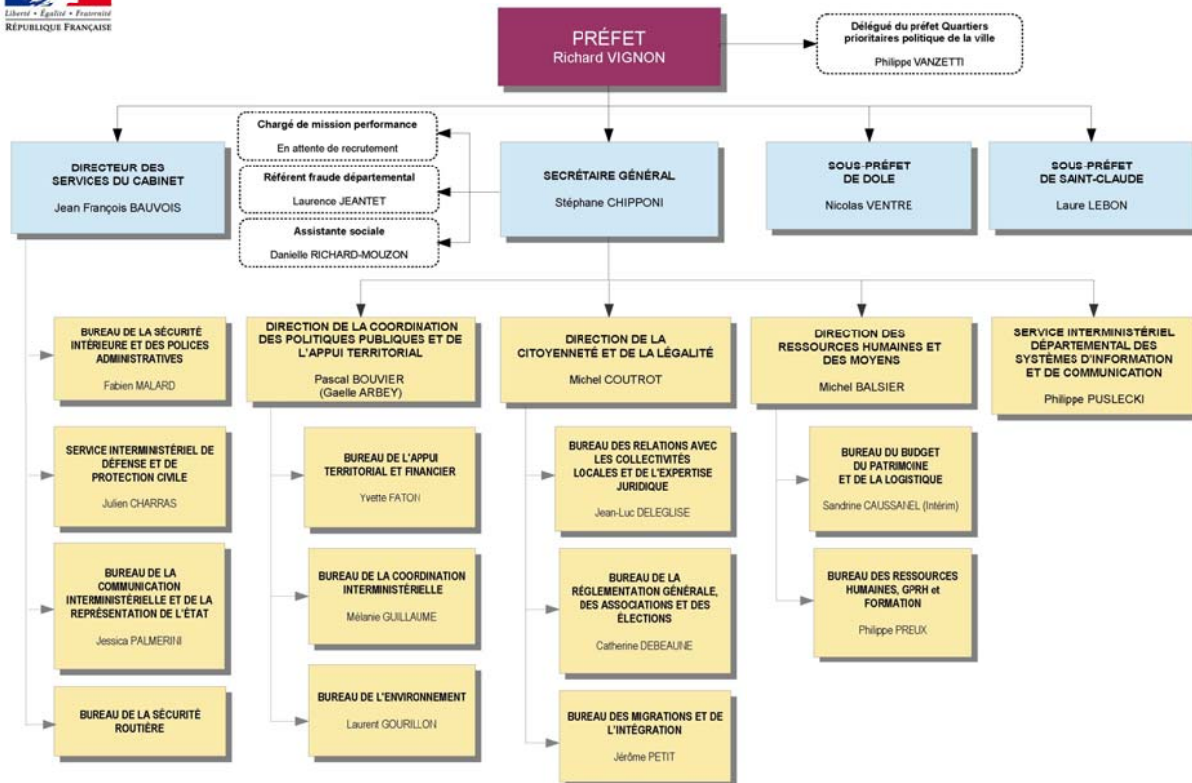 Liberté • Égalité • Fraternité
RÉPUBLIQUE FRANÇAISE
PRÉFET
Richard VIGNON
Délégué du préfet Quartiers
prioritaires politique de la ville
Philippe VANZETTI
DIRECTEUR DES
SERVICES DU CABINET
Jean François BAUVOIS
Chargé de mission performance
En attente de recrutement
Référent fraude départemental
Laurence JEANTET
Assistante sociale
Danielle RICHARD-MOUZON
SECRÉTAIRE GÉNÉRAL
Stéphane CHIPPONI
SOUS-PRÉFET
DE DOLE
Nicolas VENTRE
SOUS-PRÉFET
DE SAINT-CLAUDE
Laure LEBON
BUREAU DE LA SÉCURITÉ
INTÉRIEURE ET DES POLICES
ADMINISTRATIVES
Fabien MALARD
SERVICE INTERMINISTÉRIEL DE
DÉFENSE ET DE
PROTECTION CIVILE
Julien CHARRAS
BUREAU DE LA
COMMUNICATION
INTERMINISTÉRIELLE ET DE LA
REPRÉSENTATION DE L'ÉTAT
Jessica PALMERINI
BUREAU DE LA SÉCURITÉ
ROUTIÈRE
DIRECTION DE LA COORDINATION
DES POLITIQUES PUBLIQUES ET DE
L'APPUI TERRITORIAL
Pascal BOUVIER
(Gaelle ARBEY)
BUREAU DE L'APPUI
TERRITORIAL ET FINANCIER
Yvette FATON
BUREAU DE LA COORDINATION
INTERMINISTÉRIELLE
Mélanie GUILLAUME
BUREAU DE L'ENVIRONNEMENT
Laurent GOURILLON
DIRECTION DE LA
CITOYENNETÉ ET DE LA LÉGALITÉ
Michel COUTROT
BUREAU DES RELATIONS AVEC
LES COLLECTIVITÉS
LOCALES ET DE L'EXPERTISE
JURIDIQUE
Jean-Luc DELEGLISE
BUREAU DE LA
RÉGLEMENTATION GÉNÉRALE,
DES ASSOCIATIONS ET DES
ÉLECTIONS
Catherine DEBEAUNE
BUREAU DES MIGRATIONS ET DE
L'INTÉGRATION
Jérôme PETIT
DIRECTION DES
RESSOURCES HUMAINES ET
DES MOYENS
Michel BALSIER
BUREAU DU BUDGET
DU PATRIMOINE
ET DE LA LOGISTIQUE
Sandrine CAUSSANEL (Intérim)
BUREAU DES RESSOURCES
HUMAINES, GPRH et
FORMATION
Philippe PREUX
SERVICE INTERMINISTÉRIEL
DÉPARTEMENTAL DES
SYSTÈMES D'INFORMATION
ET DE COMMUNICATION
Philippe PUSLECKI